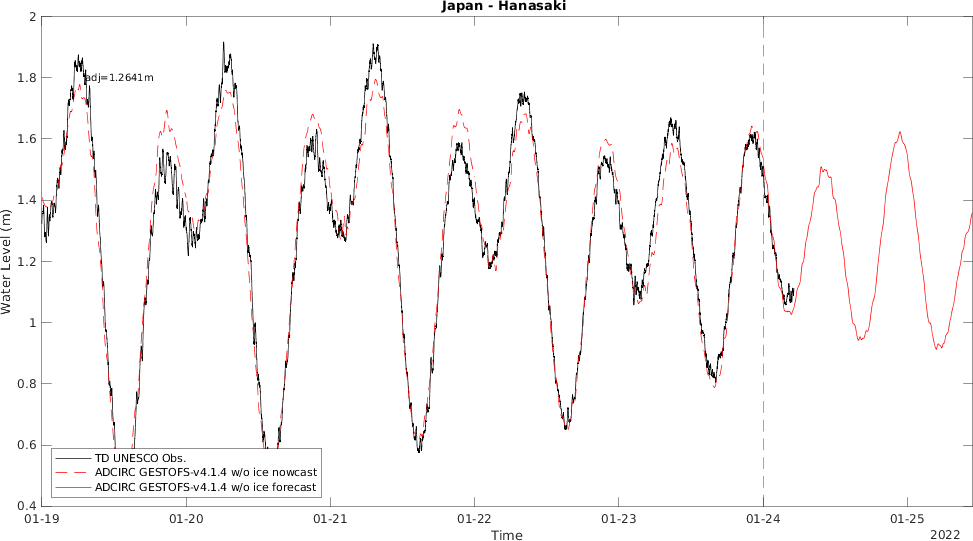 Japan - Hanasaki
2
1.8
1.6
1.4
1.2
1
0.8
0.6
0.4
Water Level (m)
adj=1.2641m
TD UNESCO Obs.
ADCIRC GESTOFS-v4.1.4 w/o ice nowcast
ADCIRC GESTOFS-v4.1.4 w/o ice forecast
01-19 01-20 01-21 01-22 01-23 01-24 01-25
Time
2022